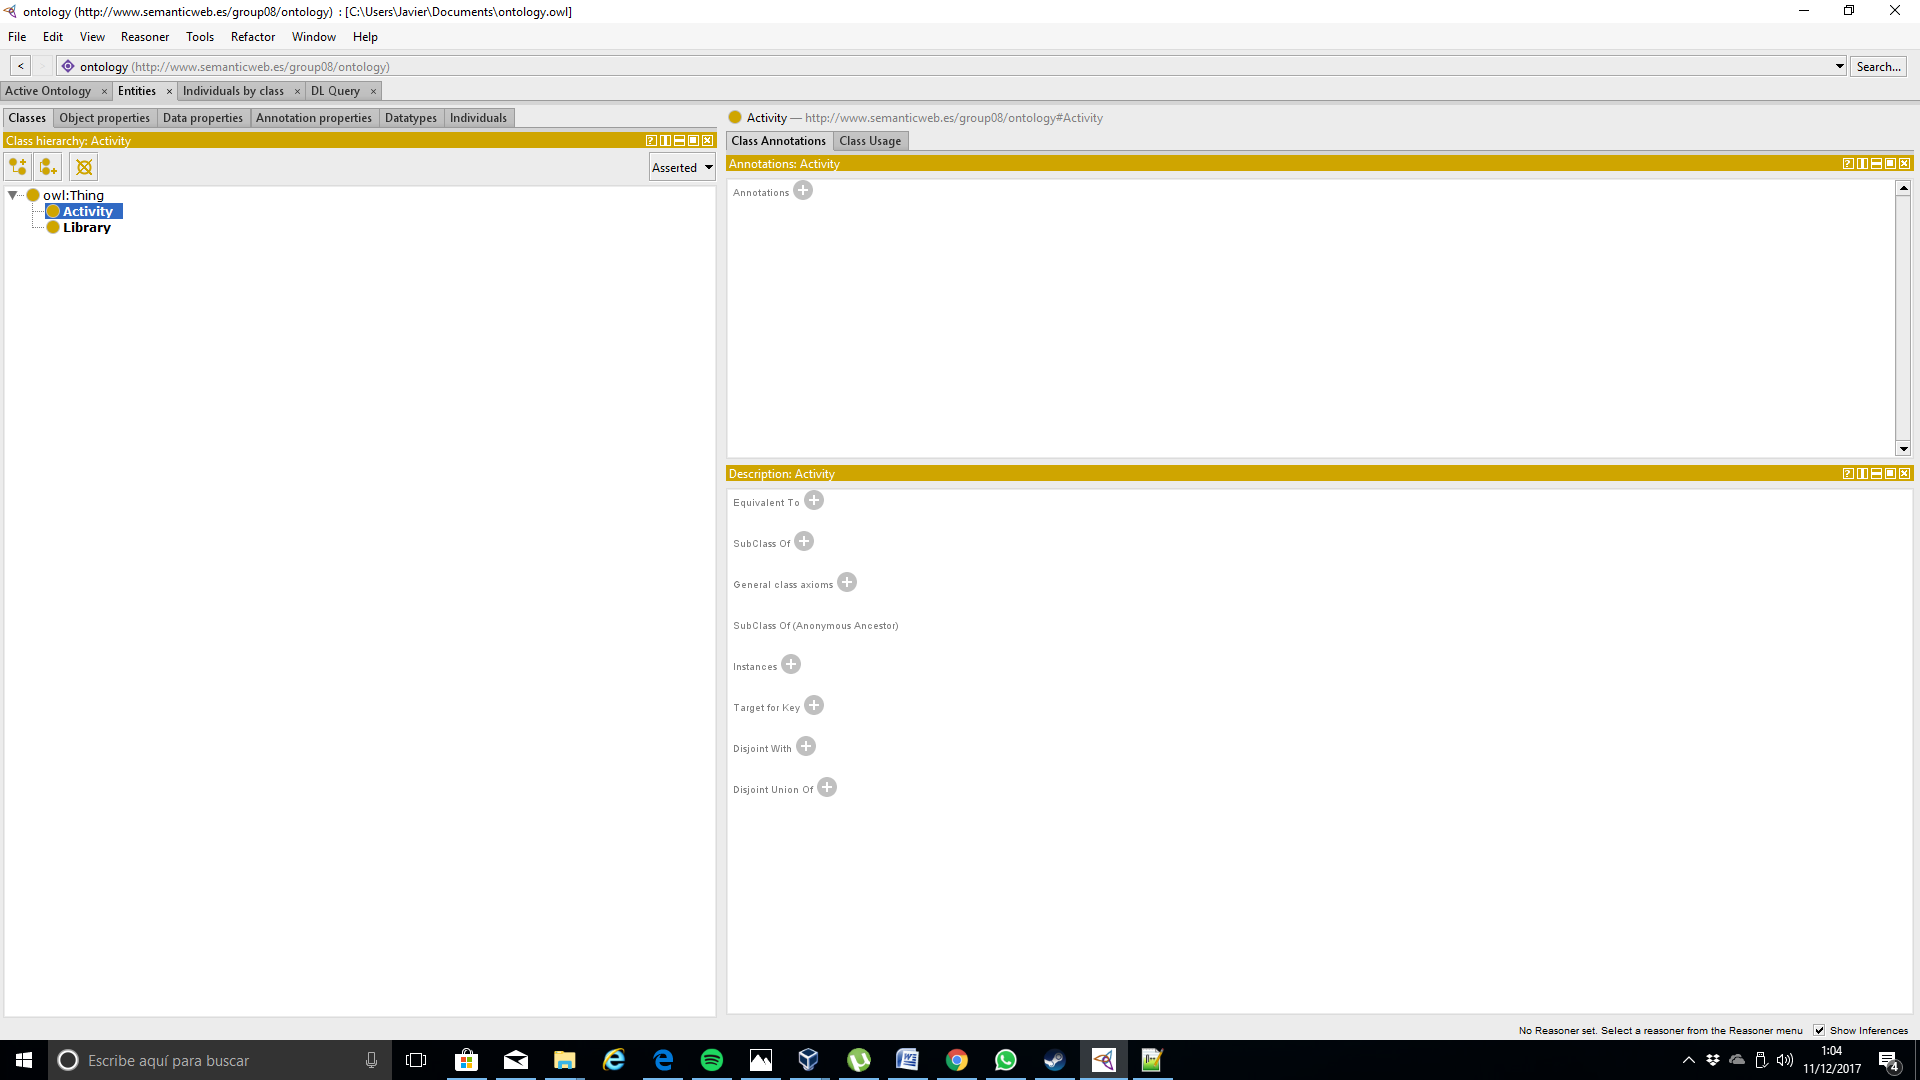 ontology (http://www.semanticweb.es/group08/ontology) : [C:\Users\Javier\Documents\ontology.owl]
File Edit View Reasoner Tools Refactor Window Help
< > ontology (http://www.semanticweb.es/group08/ontology) Search...
Active Ontology × Entities × Individuals by class × DL Query ×
Classes Object properties Data properties Annotation properties Datatypes Individuals
Class hierarchy: Activity
Asserted
owl:Thing
Activity
Library
Activity — http://www.semanticweb.es/group08/ontology#Activity
Class Annotations Class Usage
Annotations: Activity
Annotations
Description: Activity
Equivalent To
SubClass Of
General class axioms
SubClass Of (Anonymous Ancestor)
Instances
Target for Key
Disjoint With
Disjoint Union Of
No Reasoner set. Select a reasoner from the Reasoner menu Show Inferences
Escribe aquí para buscar
1:04
11/12/2017
4